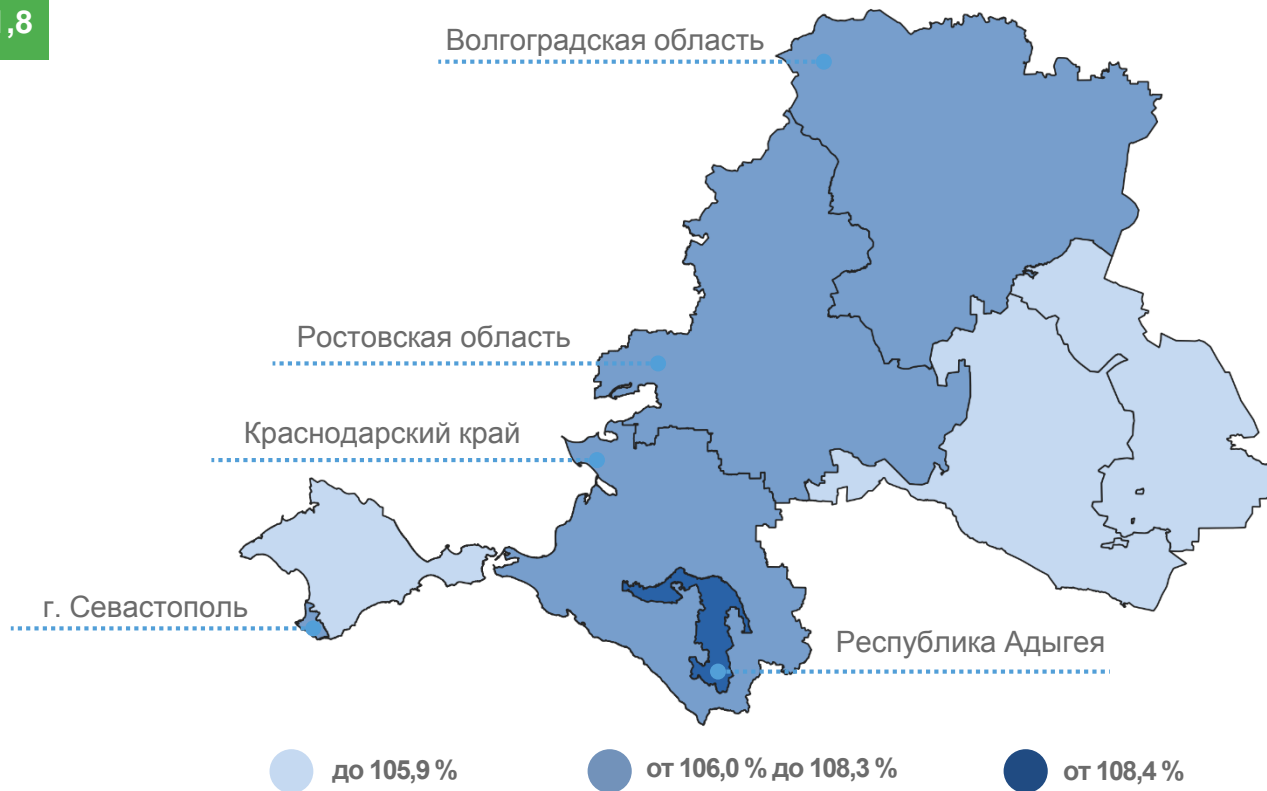 ,8
Волгоградская область
Ростовская область
Краснодарский край
г. Севастополь
Республика Адыгея
до 105,9 %
от 106,0 % до 108,3 %
от 108,4 %